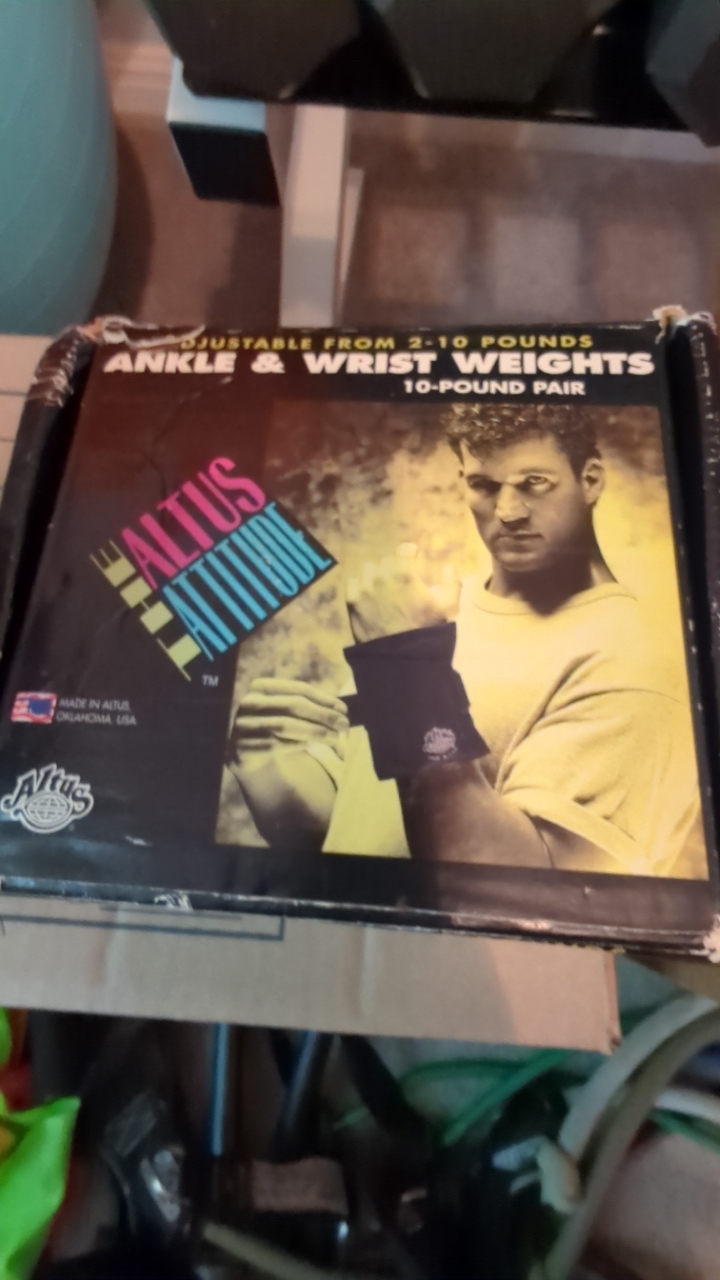 DJUSTABLE FROM 2-10 POUNDS
ANKLE & WRIST WEIGHTS
10-POUND PAIR
THE
ALTUS
ATTITUDE
TM
MADE IN ALTUS,
OKLAHOMA, USA
Altus
Altus